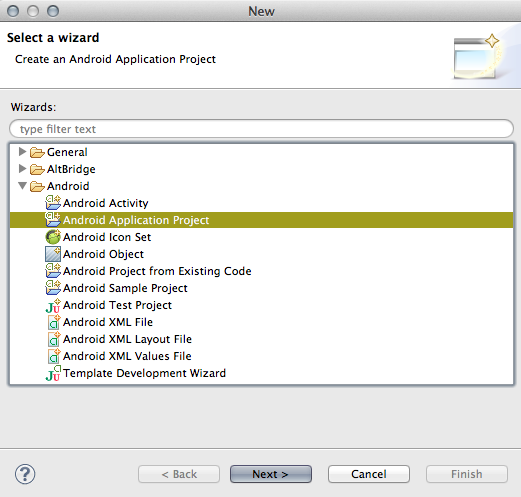 New
Select a wizard
Create an Android Application Project
Wizards:
type filter text
General
AltBridge
Android
Android Activity
Android Application Project
Android Icon Set
Android Object
Android Project from Existing Code
Android Sample Project
Android Test Project
Android XML File
Android XML Layout File
Android XML Values File
Template Development Wizard
? < Back Next > Cancel Finish